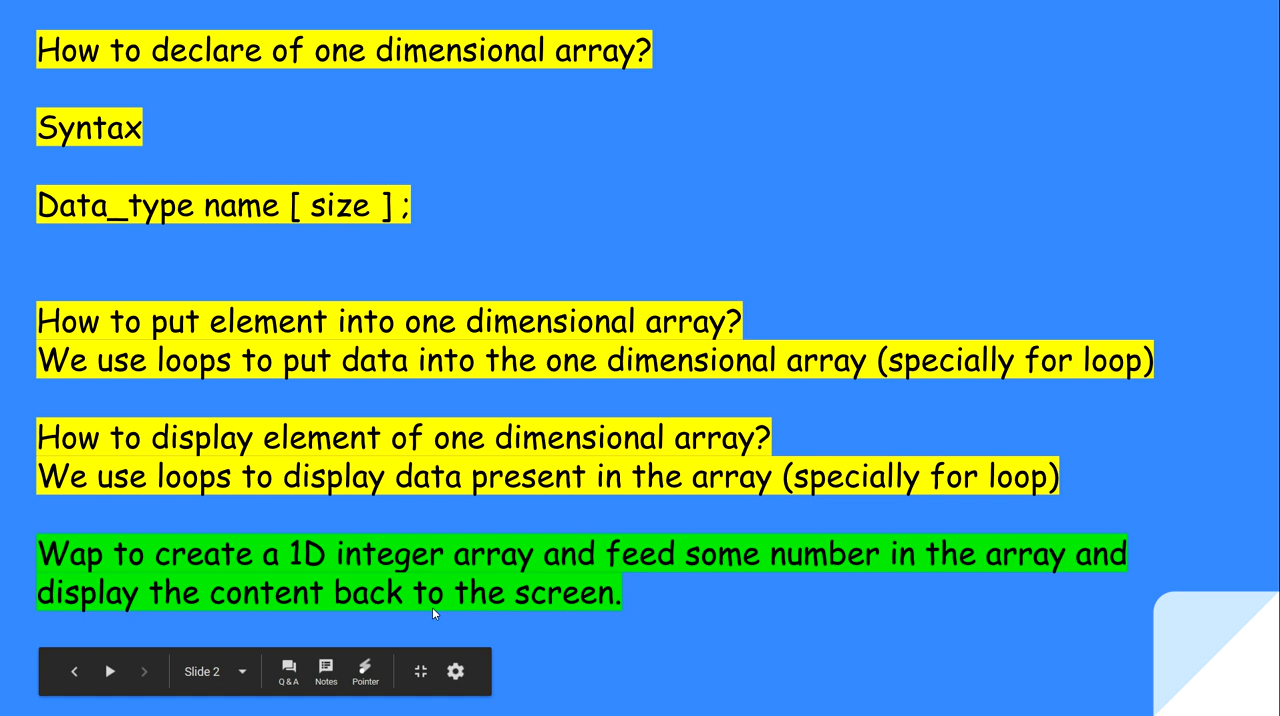 How to declare of one dimensional array?
Syntax
Data_type name [ size ] ;
How to put element into one dimensional array?
We use loops to put data into the one dimensional array (specially for loop)
How to display element of one dimensional array?
We use loops to display data present in the array (specially for loop)
Wap to create a 1D integer array and feed some number in the array and
display the content back to the screen.
Slide 2
Q & A
Notes
Pointer